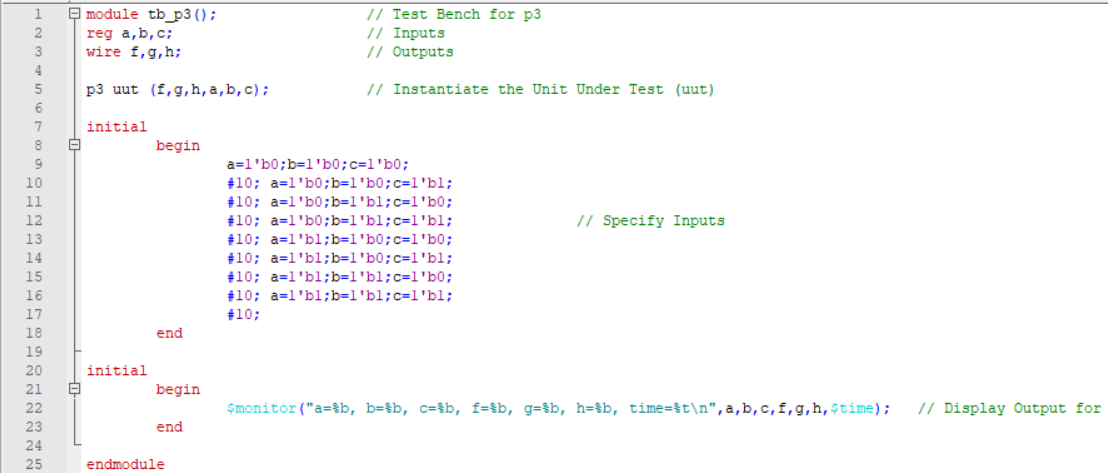 1 module tb_p3(); // Test Bench for p3
2 reg a,b,c; // Inputs
3 wire f,g,h; // Outputs
4
5 p3 uut (f,g,h,a,b,c); // Instantiate the Unit Under Test (uut)
6
7 initial
8 begin
9 a=1'b0;b=1'b0;c=1'b0;
10 #10; a=1'b0;b=1'b0;c=1'b1;
11 #10; a=1'b0;b=1'b1;c=1'b0;
12 #10; a=1'b0;b=1'b1;c=1'b1; // Specify Inputs
13 #10; a=1'b1;b=1'b0;c=1'b0;
14 #10; a=1'b1;b=1'b0;c=1'b1;
15 #10; a=1'b1;b=1'b1;c=1'b0;
16 #10; a=1'b1;b=1'b1;c=1'b1;
17 #10;
18 end
19
20 initial
21 begin
22 $monitor("a=%b, b=%b, c=%b, f=%b, g=%b, h=%b, time=%t\n",a,b,c,f,g,h,$time); // Display Output for
23 end
24
25 endmodule